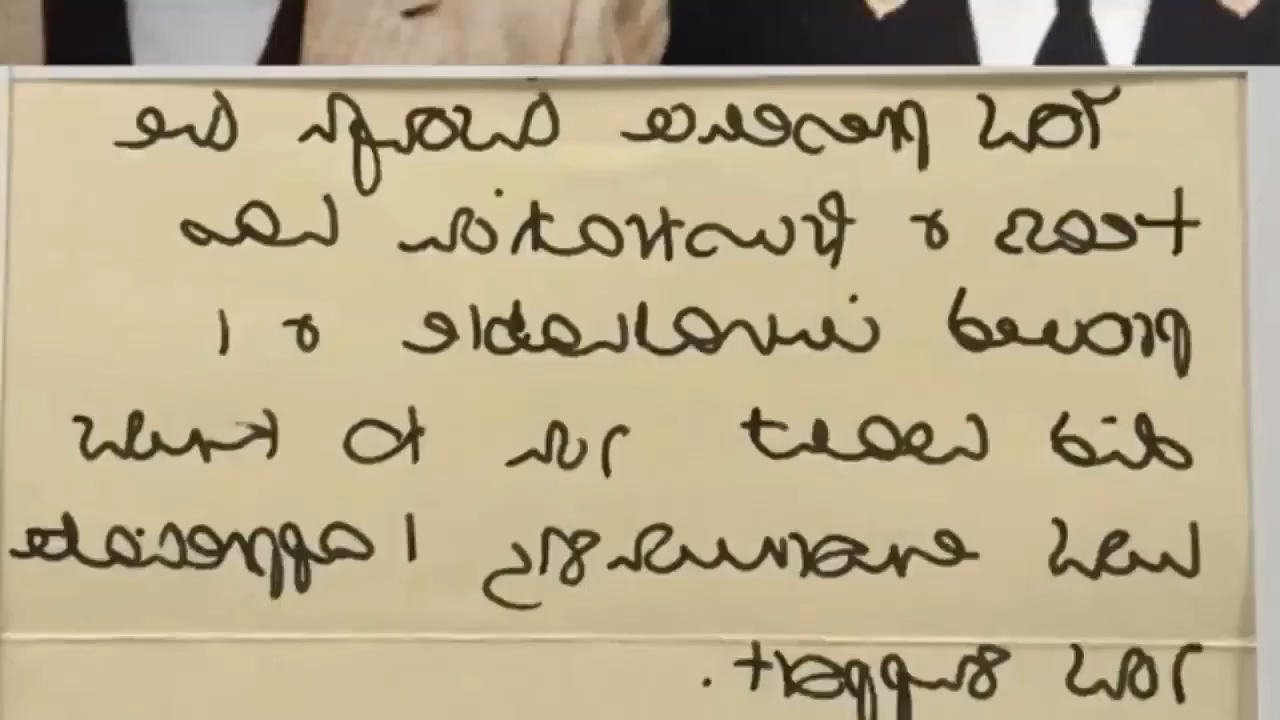 Your presence through the
tears & frustration has
proved invaluable & I
did want you to know
how enormously I appreciate
your support.